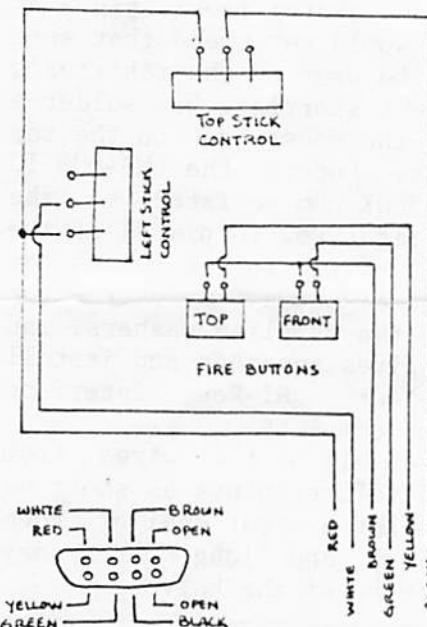 TOP STICK
CONTROL
LEFT STICK
CONTROL
TOP
FRONT
FIRE BUTTONS
WHITE
BROWN
RED
OPEN
YELLOW
OPEN
GREEN
BLACK
RED
WHITE
BROWN
GREEN
YELLOW